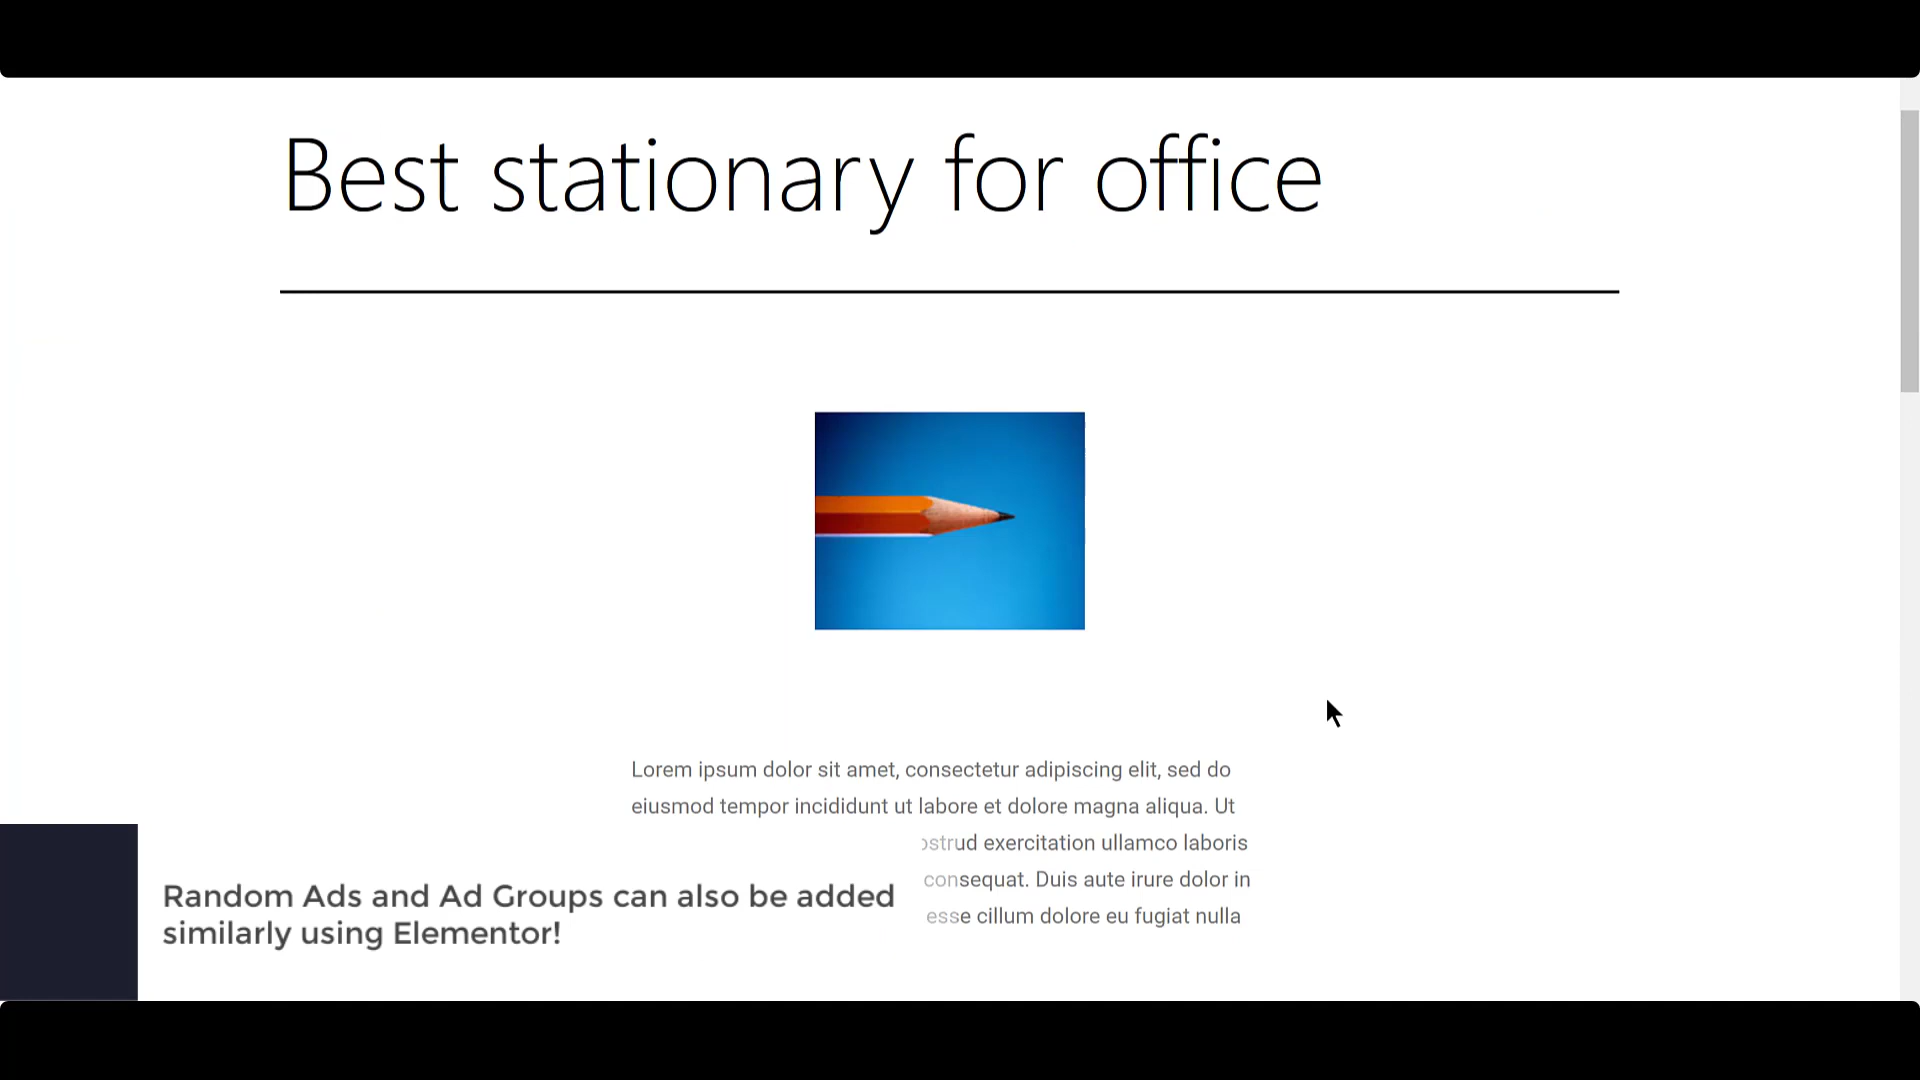 Best stationary for office
Lorem ipsum dolor sit amet, consectetur adipiscing elit, sed do
eiusmod tempor incididunt ut labore et dolore magna aliqua. Ut
exercitation ullamco laboris
consequat. Duis aute irure dolor in
esse cillum dolore eu fugiat nulla
Random Ads and Ad Groups can also be added
similarly using Elementor!